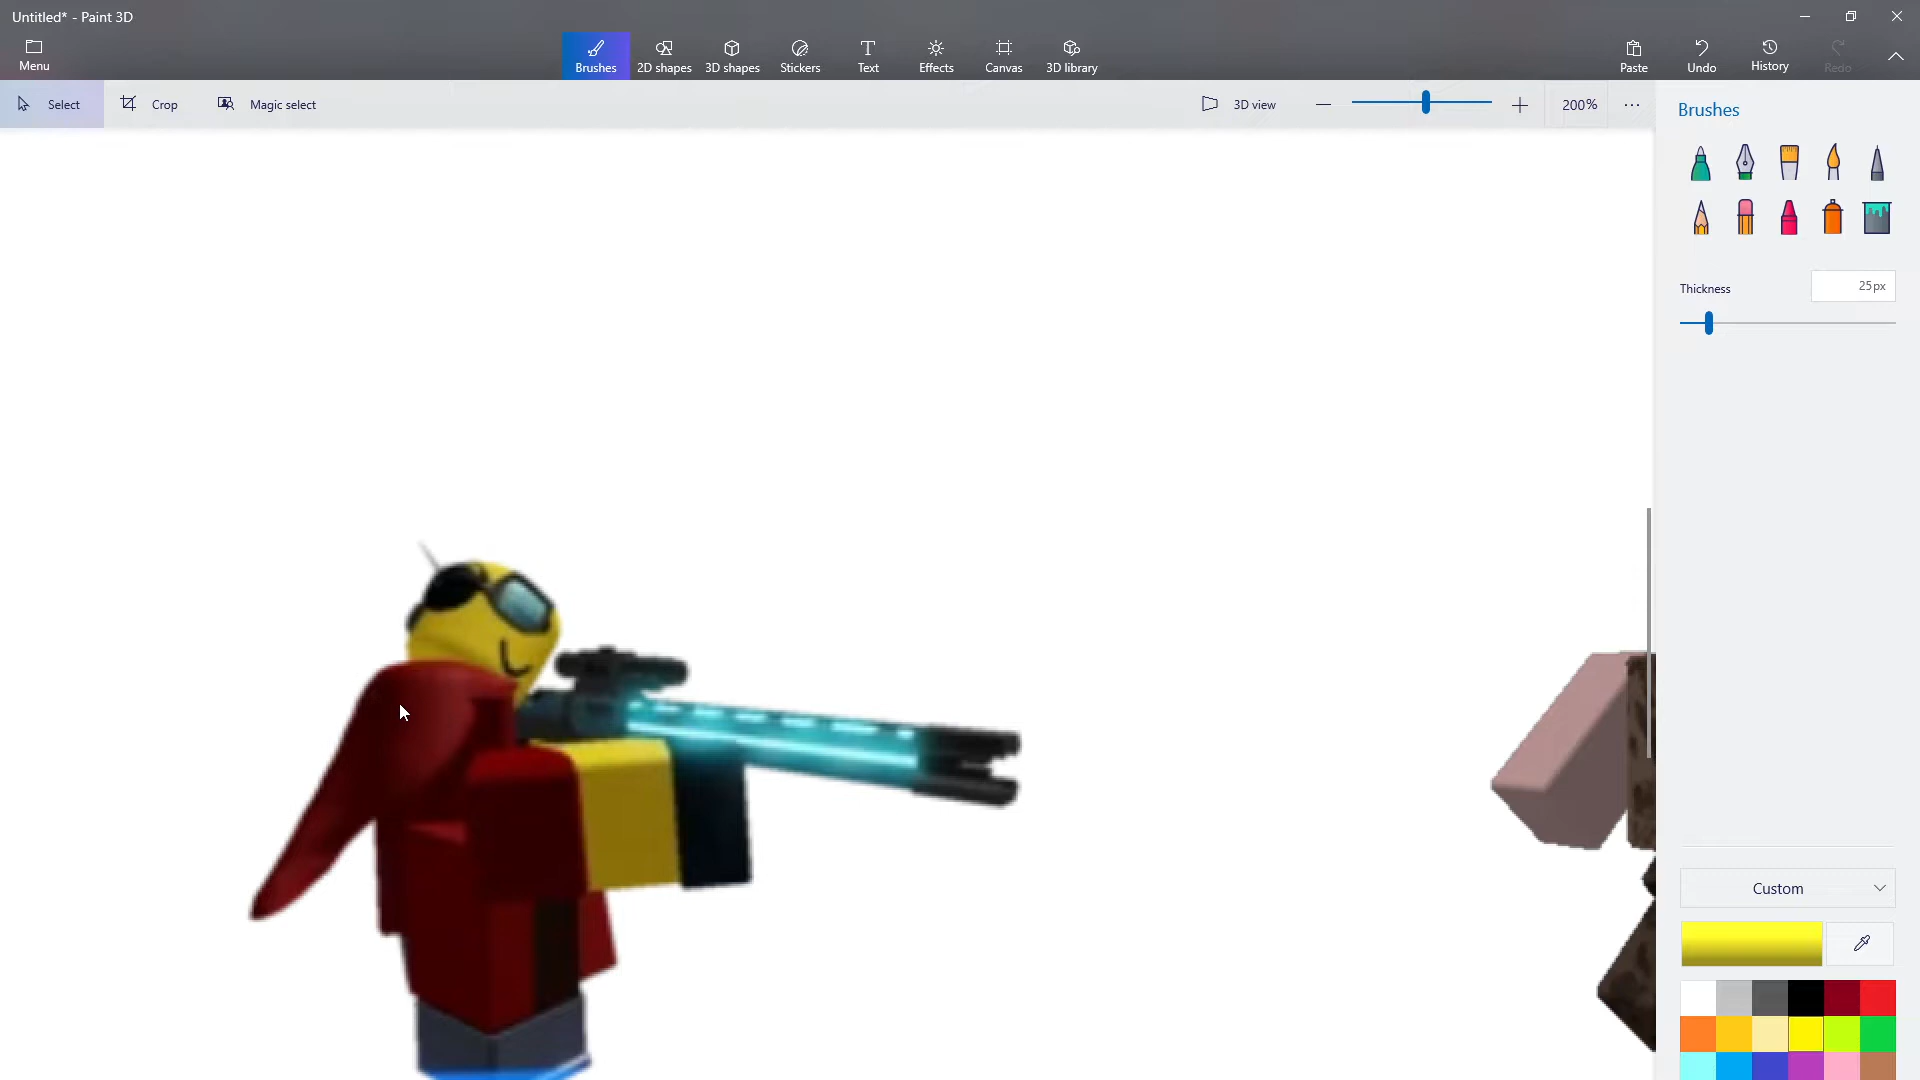 Untitled* - Paint 3D
Menu
Brushes
2D shapes
3D shapes
Stickers
Text
Effects
Canvas
3D library
Paste
Undo
History
Redo
Select
Crop
Magic select
3D view
200%
Brushes
Thickness
25px
Custom